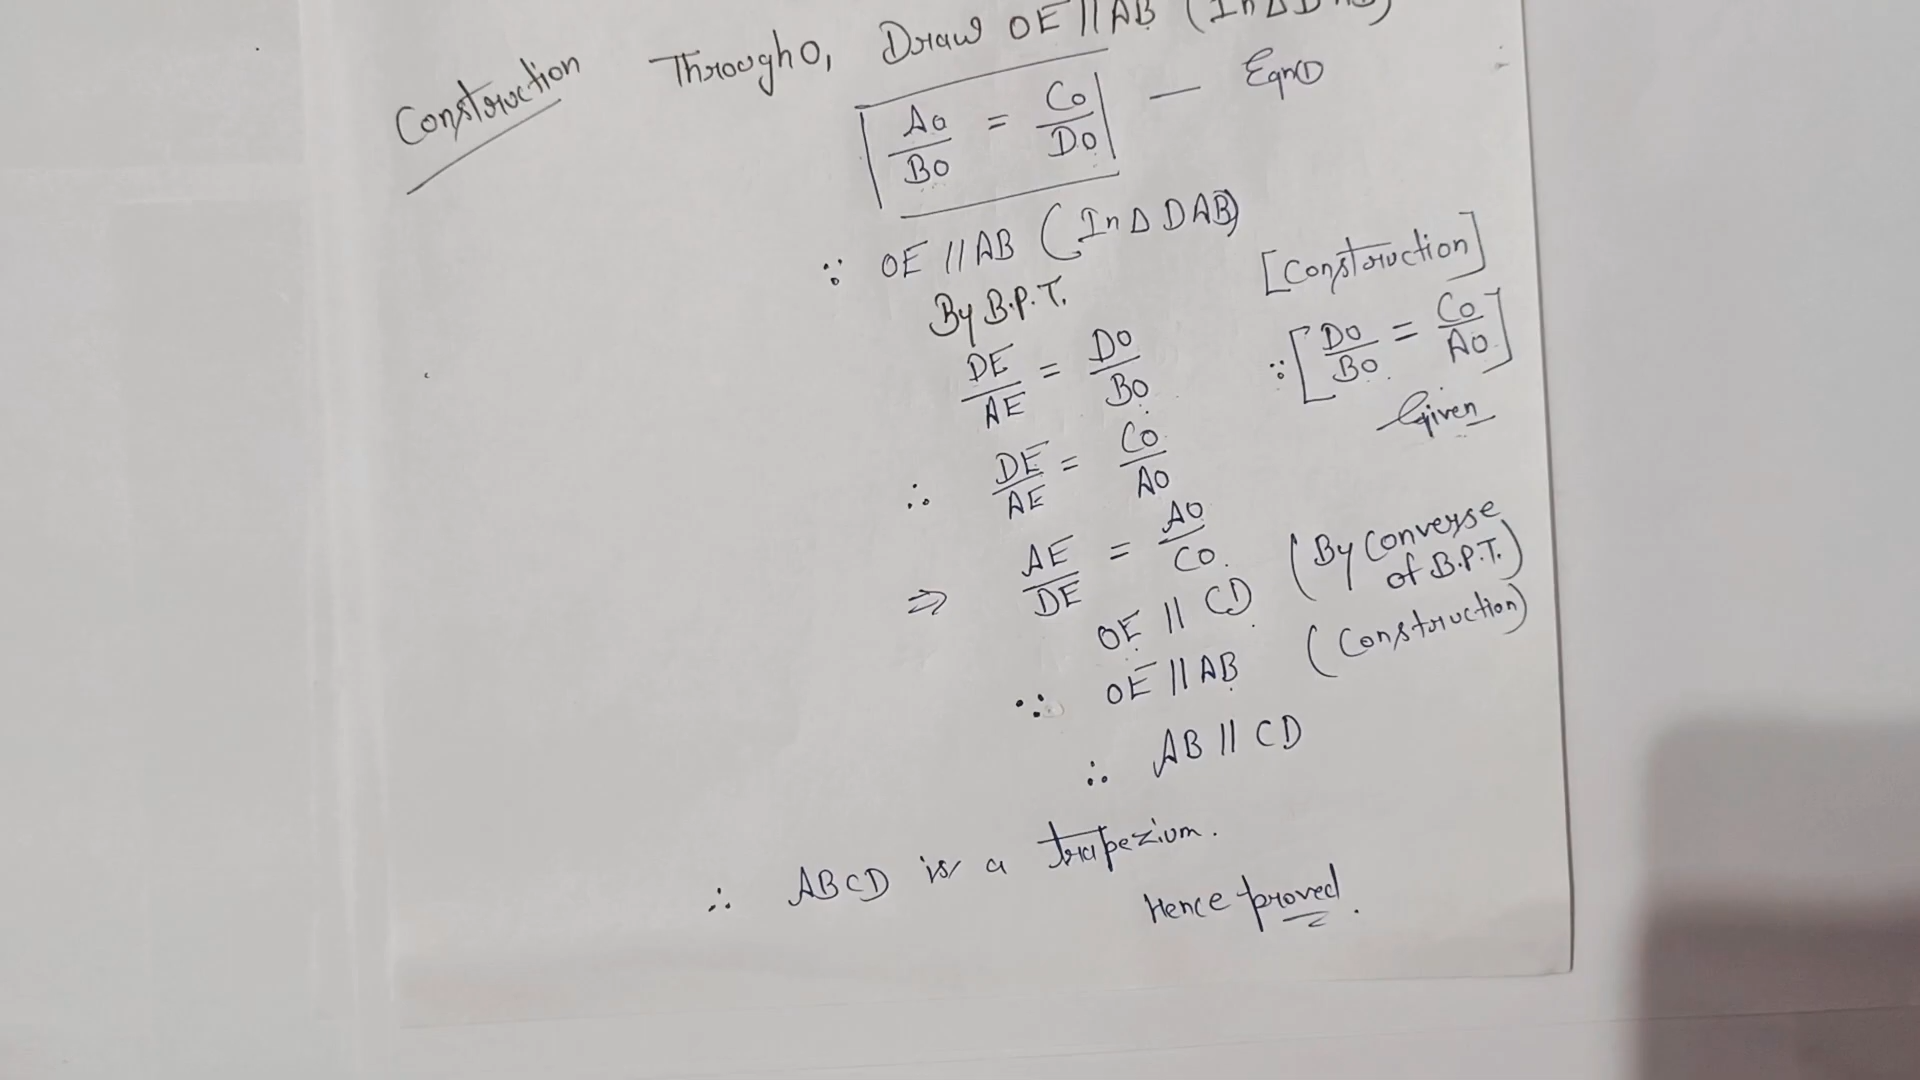 Construction Through O, Draw OE || AB (In Δ DAB)
AO/BO = CO/DO — Eqn①
∵ OE || AB (In Δ DAB) [Construction]
By B.P.T.
DE/AE = DO/BO ∵ [DO/BO = CO/AO] Given
∴ DE/AE = CO/AO
⇒ AE/DE = AO/CO
OE || CD (By Converse of B.P.T.)
∵ OE || AB (Construction)
∴ AB || CD
∴ ABCD is a trapezium.
Hence proved.